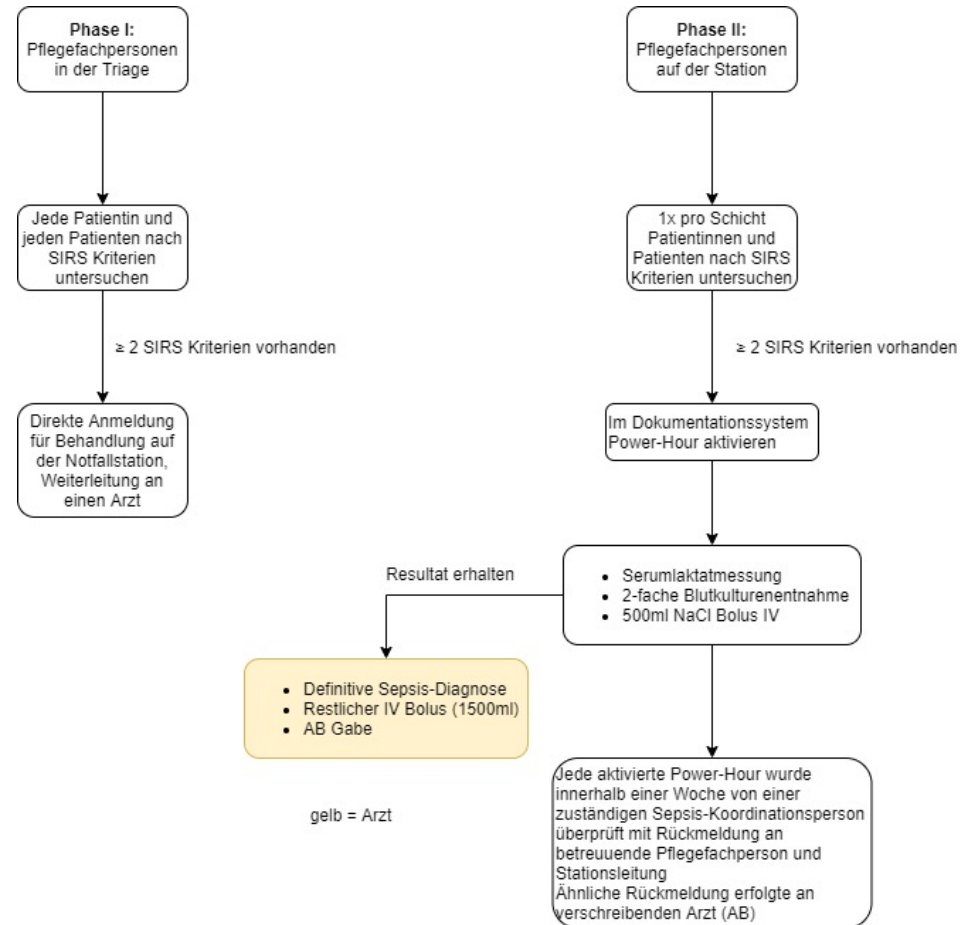 Phase I:
Pflegefachpersonen
in der Triage
Jede Patientin und
jeden Patienten nach
SIRS Kriterien
untersuchen
≥ 2 SIRS Kriterien vorhanden
Direkte Anmeldung
für Behandlung auf
der Notfallstation,
Weiterleitung an
einen Arzt
Phase II:
Pflegefachpersonen
auf der Station
1x pro Schicht
Patientinnen und
Patienten nach SIRS
Kriterien untersuchen
≥ 2 SIRS Kriterien vorhanden
Im Dokumentationssystem
Power-Hour aktivieren
• Serumlaktatmessung
• 2-fache Blutkulturenentnahme
• 500ml NaCl Bolus IV
Resultat erhalten
• Definitive Sepsis-Diagnose
• Restlicher IV Bolus (1500ml)
• AB Gabe
gelb = Arzt
Jede aktivierte Power-Hour wurde
innerhalb einer Woche von einer
zuständigen Sepsis-Koordinationsperson
überprüft mit Rückmeldung an
betreuuende Pflegefachperson und
Stationsleitung
Ähnliche Rückmeldung erfolgte an
verschreibenden Arzt (AB)